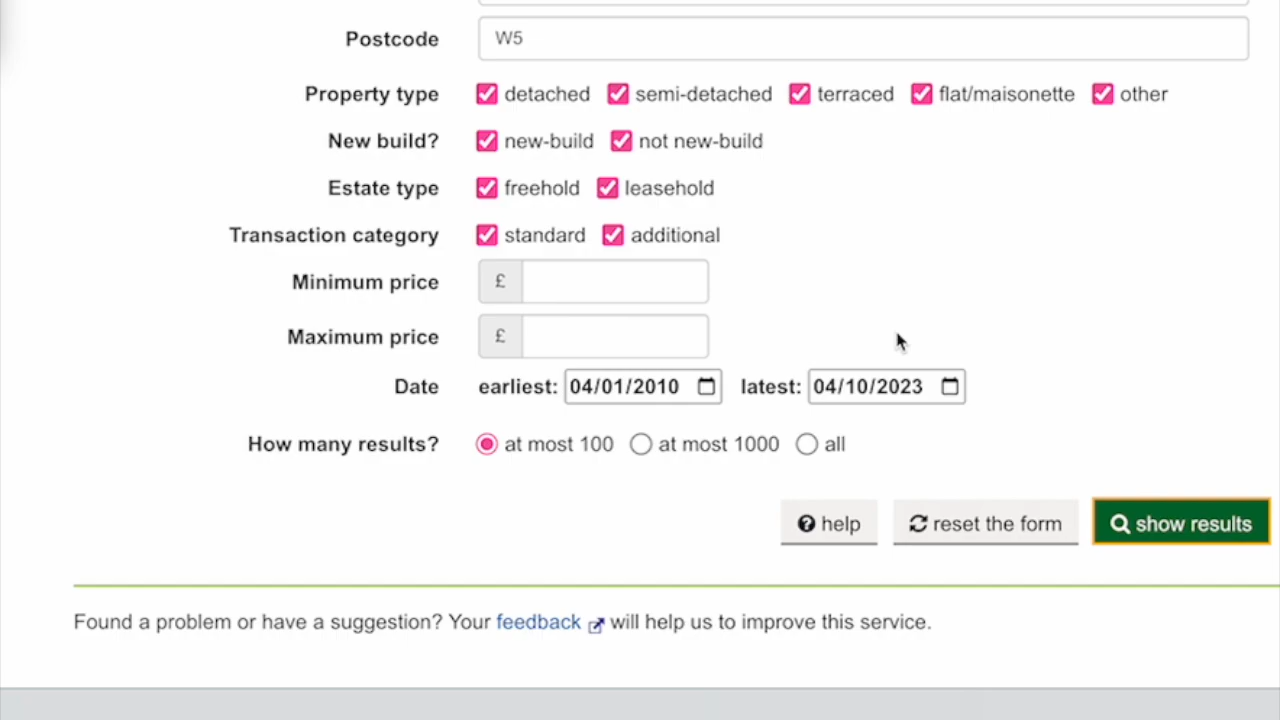 Postcode W5
Property type detached semi-detached terraced flat/maisonette other
New build? new-build not new-build
Estate type freehold leasehold
Transaction category standard additional
Minimum price £
Maximum price £
Date earliest: 04/01/2010 latest: 04/10/2023
How many results? at most 100 at most 1000 all
help reset the form show results
Found a problem or have a suggestion? Your feedback will help us to improve this service.